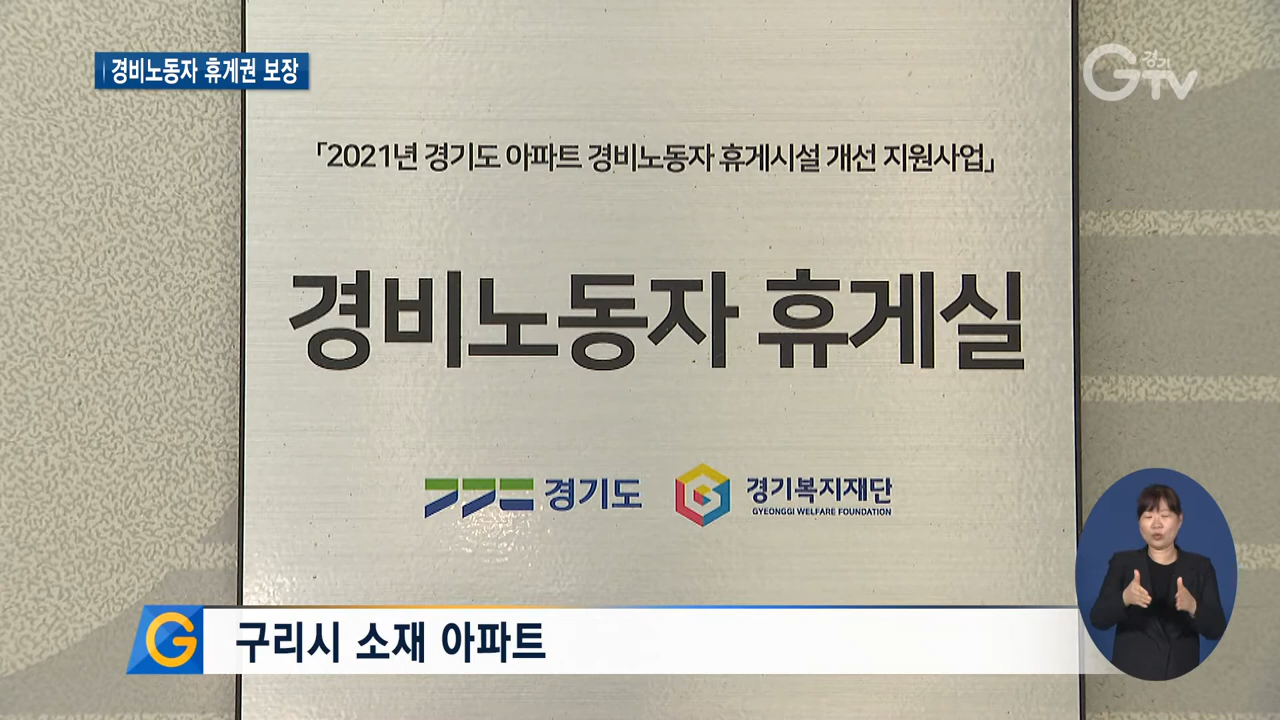 경비노동자 휴게권 보장
경기
GTV
「2021년 경기도 아파트 경비노동자 휴게시설 개선 지원사업」
경비노동자 휴게실
경기도
경기복지재단
GYEONGGI WELFARE FOUNDATION
G 구리시 소재 아파트